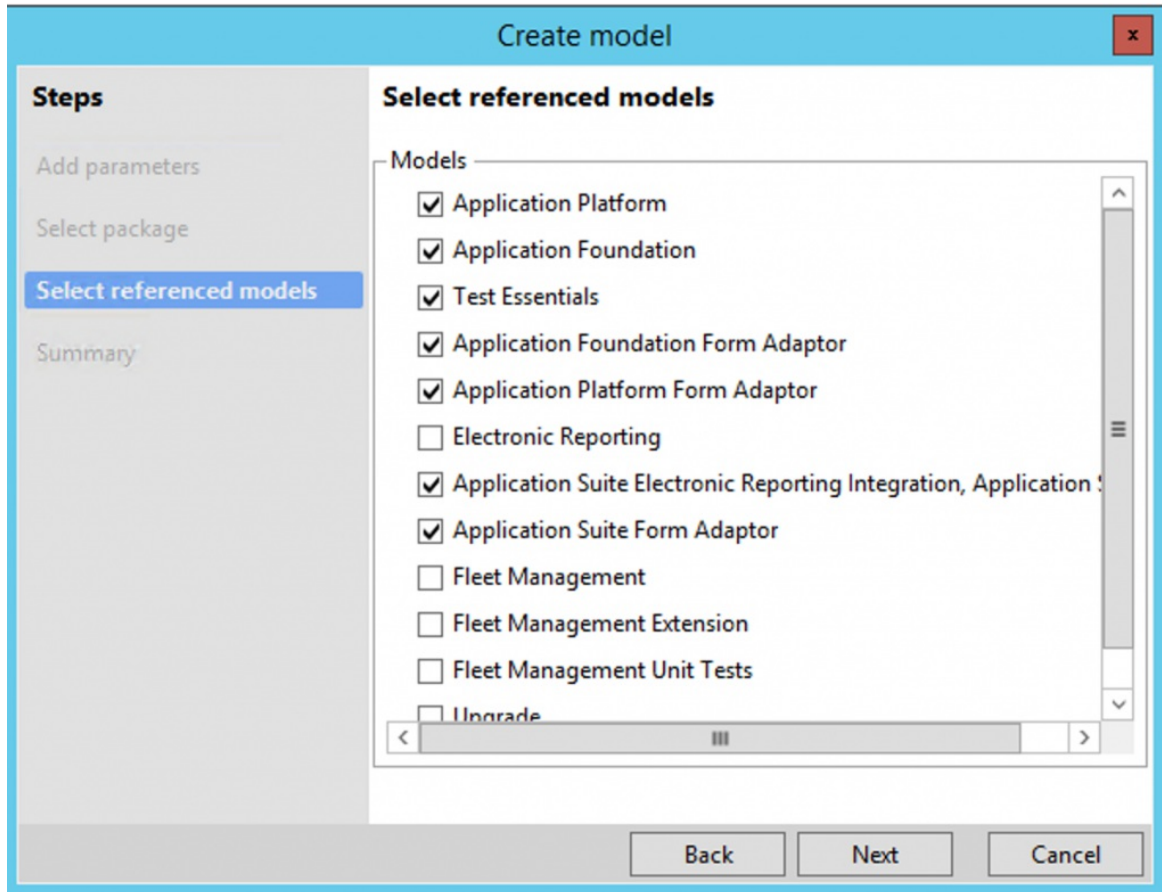 Create model
x
Steps
Select referenced models
Add parameters
Select package
Select referenced models
Summary
Models
Application Platform
Application Foundation
Test Essentials
Application Foundation Form Adaptor
Application Platform Form Adaptor
Electronic Reporting
Application Suite Electronic Reporting Integration, Application
Application Suite Form Adaptor
Fleet Management
Fleet Management Extension
Fleet Management Unit Tests
Upgrade
Back
Next
Cancel